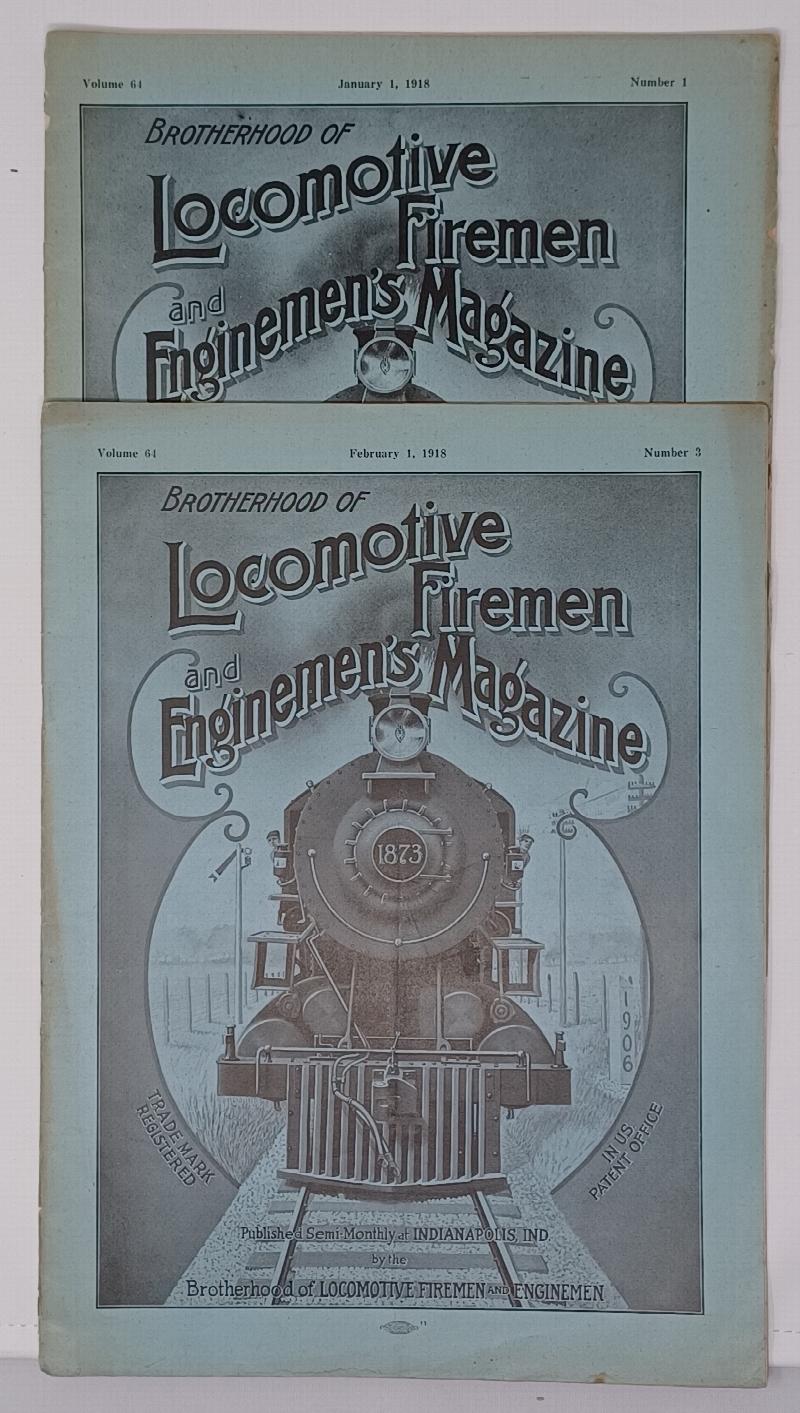 Volume 64 January 1, 1918 Number 1
BROTHERHOOD OF
Locomotive
Firemen
and
Enginemen's Magazine
Volume 64 February 1, 1918 Number 3
BROTHERHOOD OF
Locomotive
Firemen
and
Enginemen's Magazine
1873
1906
TRADE MARK
REGISTERED
IN US
PATENT OFFICE
Published Semi-Monthly at INDIANAPOLIS, IND.
by the
Brotherhood of LOCOMOTIVE FIREMEN AND ENGINEMEN